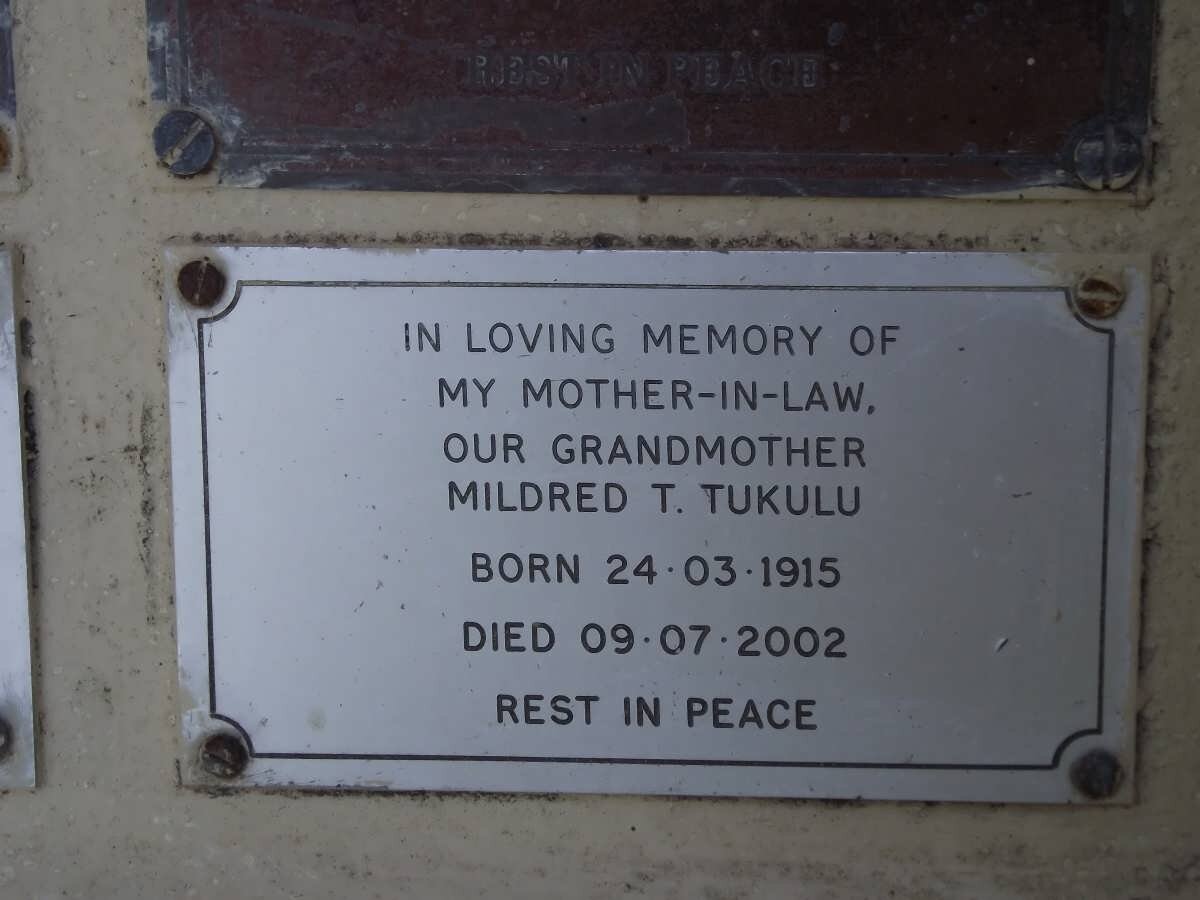 REST IN PEACE
IN LOVING MEMORY OF
MY MOTHER-IN-LAW,
OUR GRANDMOTHER
MILDRED T. TUKULU
BORN 24·03·1915
DIED 09·07·2002
REST IN PEACE